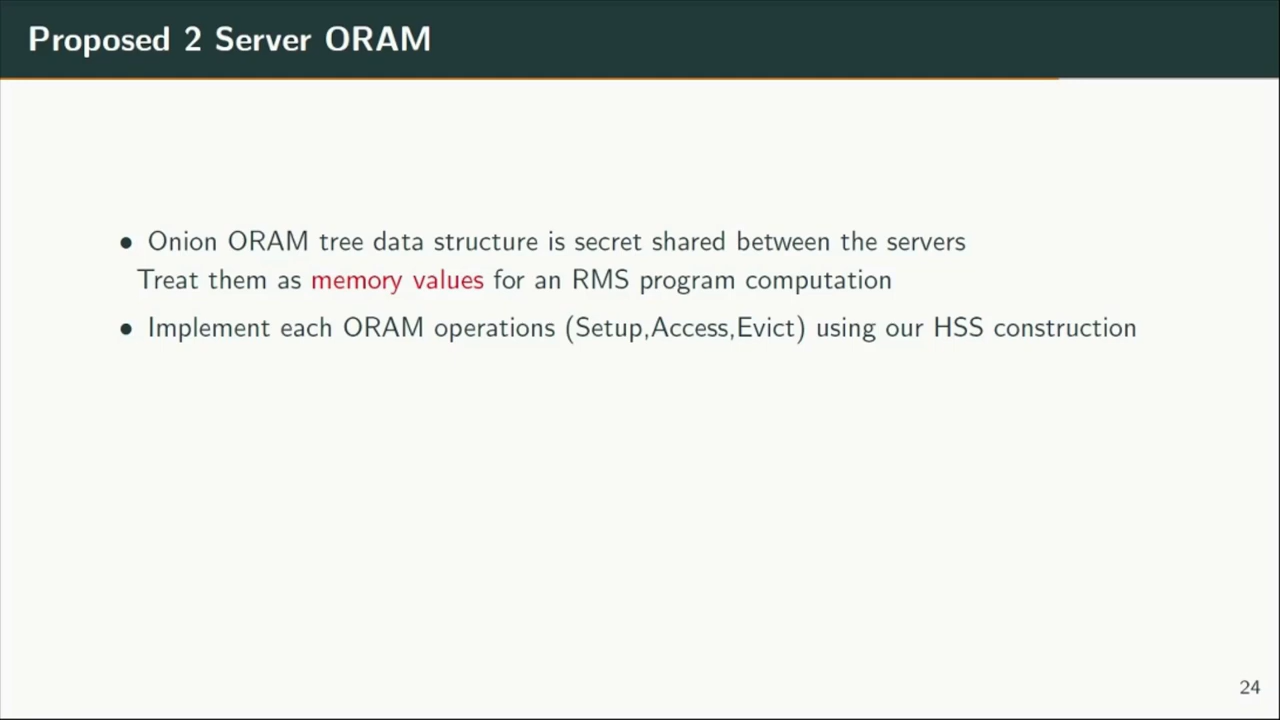 Proposed 2 Server ORAM
• Onion ORAM tree data structure is secret shared between the servers
Treat them as memory values for an RMS program computation
• Implement each ORAM operations (Setup,Access,Evict) using our HSS construction
24